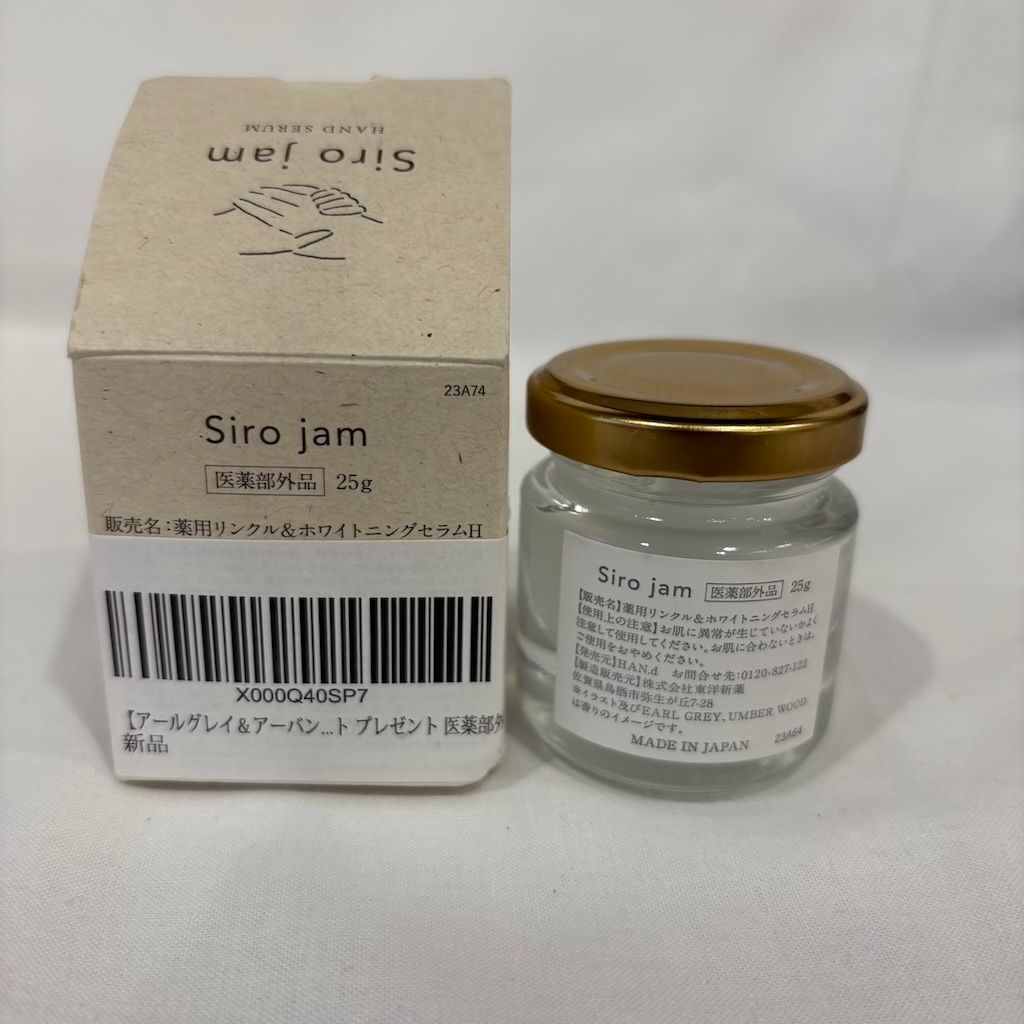 HAND SERUM
Siro jam
23A74
Siro jam
医薬部外品 25g
販売名:薬用リンクル&ホワイトニングセラムH
X000Q40SP7
【アールグレイ&アーバン...ト プレゼント 医薬部外
新品
Siro jam 医薬部外品 25g
【販売名】薬用リンクル&ホワイトニングセラムH
【使用上の注意】お肌に異常が生じていないかよく
注意して使用してください。お肌に合わないときは、
ご使用をおやめください。
【発売元】HAN.d お問合せ先:0120-827-122
【製造販売元】株式会社東洋新薬
佐賀県鳥栖市弥生が丘7-28
※イラスト及びEARL GREY、UMBER WOOD
は香りのイメージです。
MADE IN JAPAN 23A64